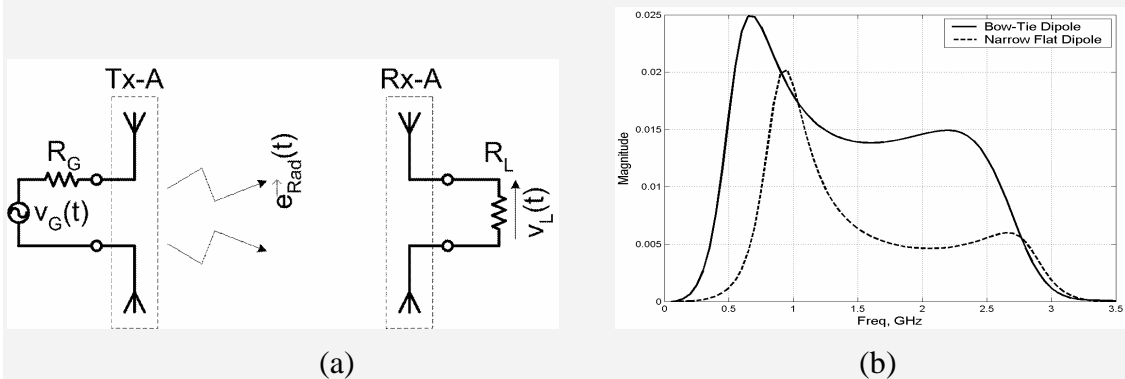 Tx-A
Rx-A
R_G
v_G(t)
e_Rad(t)
R_L
v_L(t)
(a)
0.025
0.02
0.015
0.01
0.005
0
Magnitude
Bow-Tie Dipole
Narrow Flat Dipole
0 0.5 1 1.5 2 2.5 3 3.5
Freq, GHz
(b)